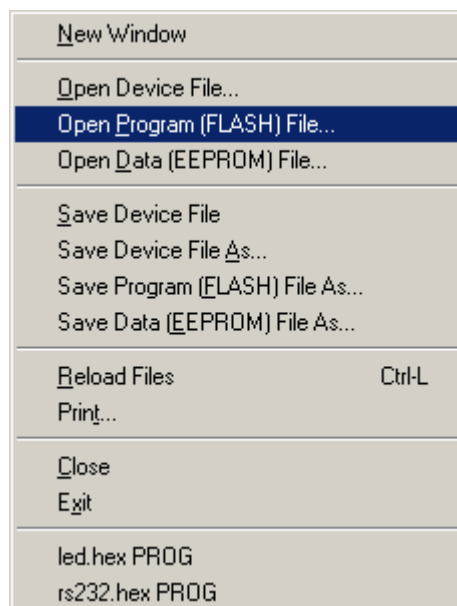 New Window
Open Device File...
Open Program (FLASH) File...
Open Data (EEPROM) File...
Save Device File
Save Device File As...
Save Program (FLASH) File As...
Save Data (EEPROM) File As...
Reload Files Ctrl-L
Print...
Close
Exit
led.hex PROG
rs232.hex PROG